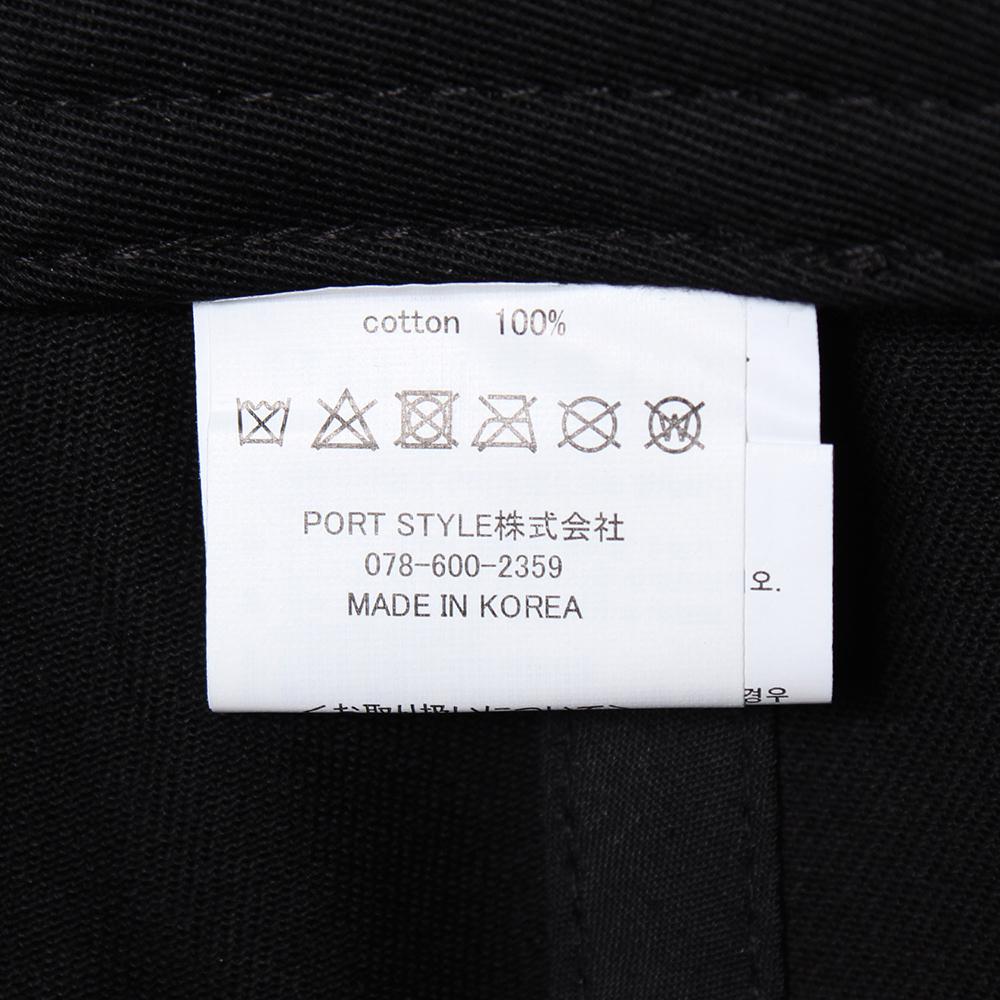 cotton 100%
PORT STYLE株式会社
078-600-2359
MADE IN KOREA
오.
경우